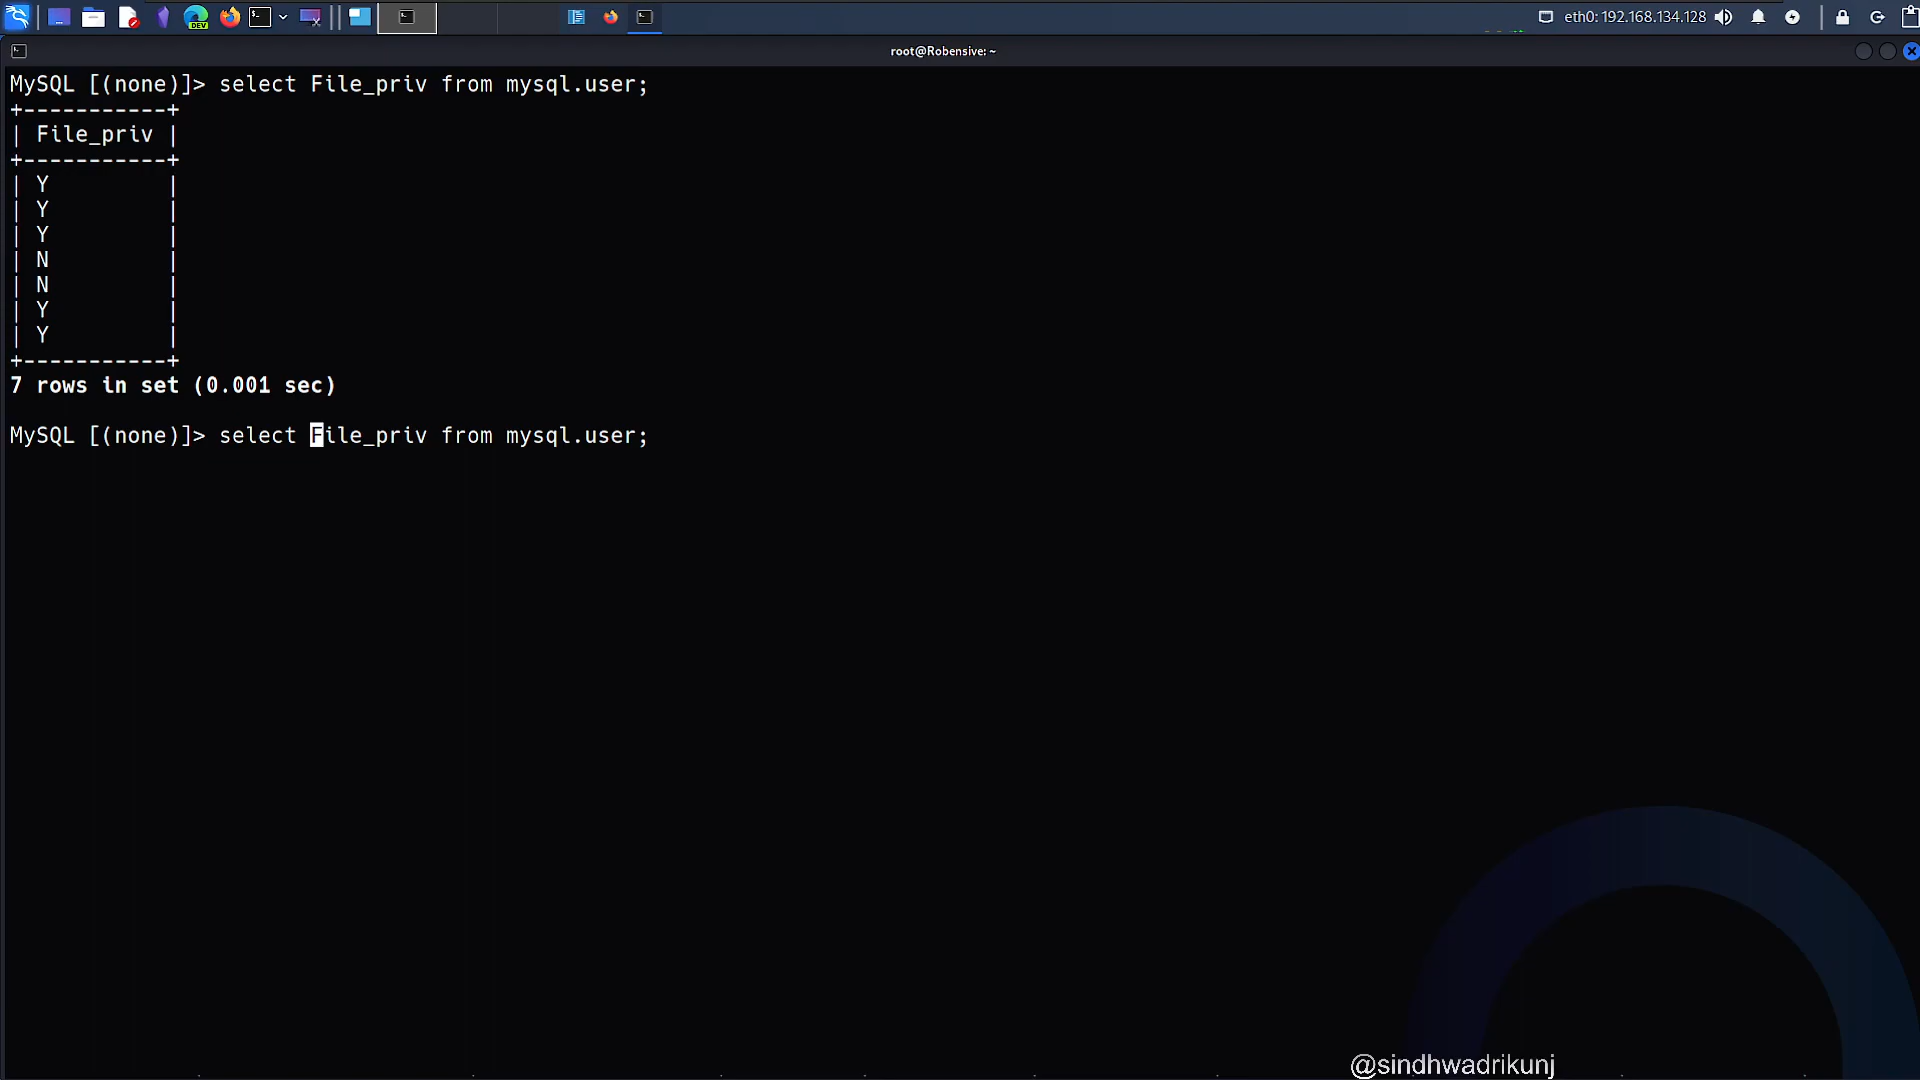 DEV
eth0: 192.168.134.128
root@Robensive: ~
MySQL [(none)]> select File_priv from mysql.user;
+-----------+
| File_priv |
+-----------+
| Y         |
| Y         |
| Y         |
| N         |
| N         |
| Y         |
| Y         |
+-----------+
7 rows in set (0.001 sec)
MySQL [(none)]> select File_priv from mysql.user;
@sindhwadrikunj